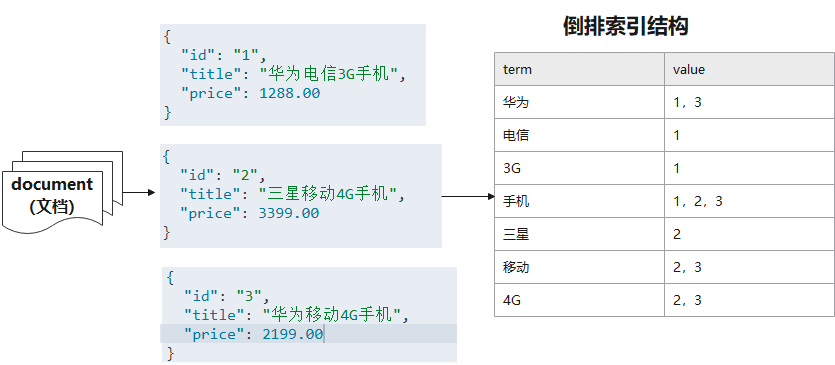 document
(文档)
{
"id": "1",
"title": "华为电信3G手机",
"price": 1288.00
}
{
"id": "2",
"title": "三星移动4G手机",
"price": 3399.00
}
{
"id": "3",
"title": "华为移动4G手机",
"price": 2199.00
}
倒排索引结构
term value
华为 1，3
电信 1
3G 1
手机 1，2，3
三星 2
移动 2，3
4G 2，3